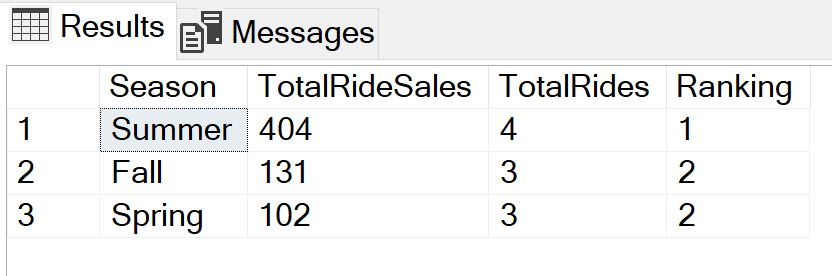 Results Messages
Season TotalRideSales TotalRides Ranking
1 Summer 404 4 1
2 Fall 131 3 2
3 Spring 102 3 2